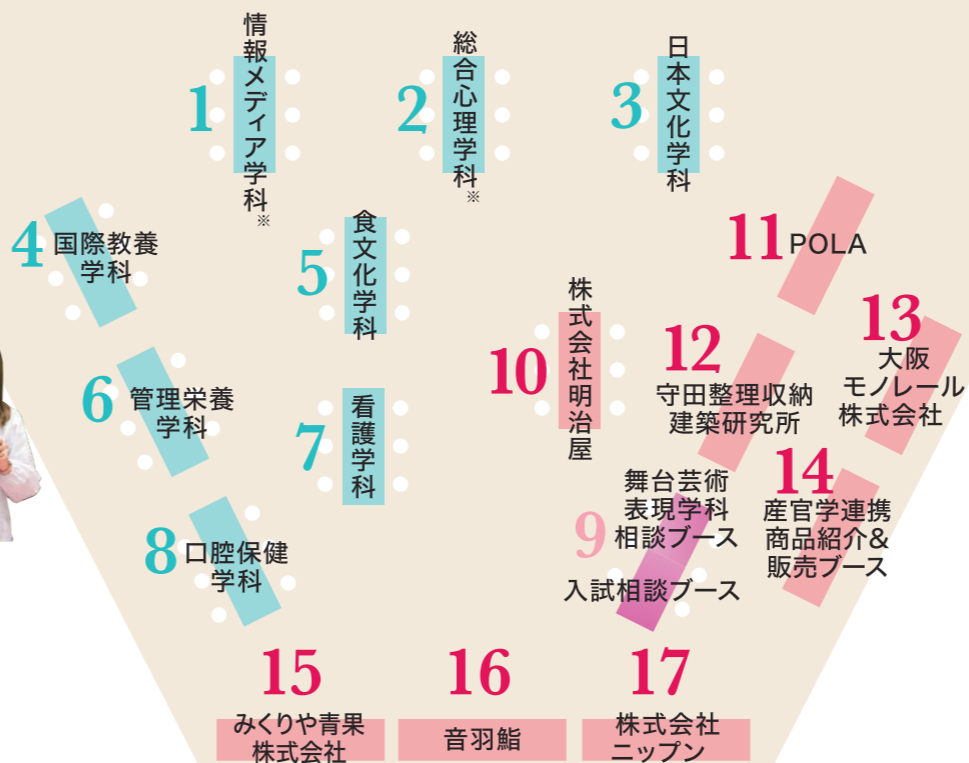 1
情報メディア学科※
2
総合心理学科※
3
日本文化学科
4
国際教養
学科
5
食文化学科
6
管理栄養
学科
7
看護学科
8
口腔保健
学科
9
舞台芸術
表現学科
相談ブース
入試相談ブース
10
株式会社明治屋
11
POLA
12
守田整理収納
建築研究所
13
大阪
モノレール
株式会社
14
産官学連携
商品紹介&
販売ブース
15
みくりや青果
株式会社
16
音羽鮨
17
株式会社
ニップン